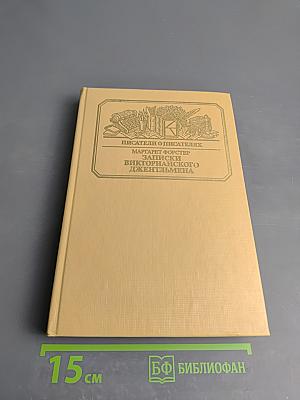 ПИСАТЕЛИ О ПИСАТЕЛЯХ
МАРГАРЕТ ФОРСТЕР
ЗАПИСКИ
ВИКТОРИАНСКОГО
ДЖЕНТЛЬМЕНА
15 см
БФ БИБЛИОФАН